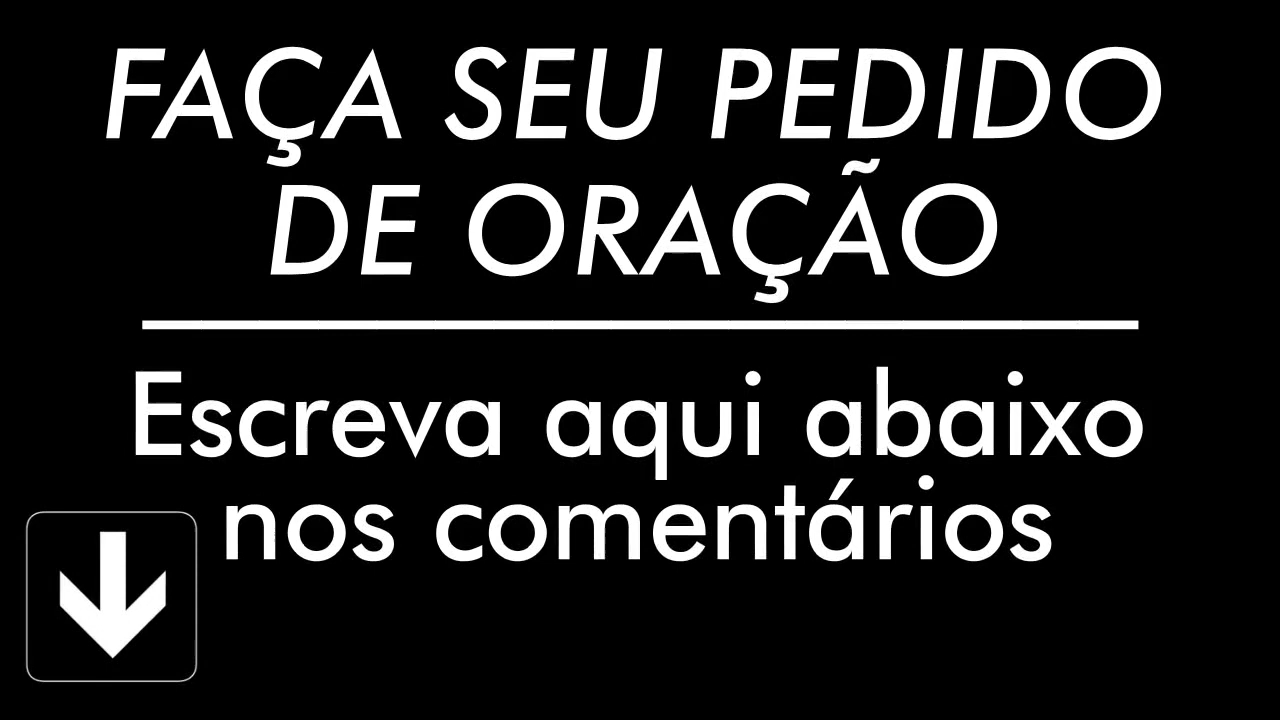 FAÇA SEU PEDIDO
DE ORAÇÃO
Escreva aqui abaixo
nos comentários